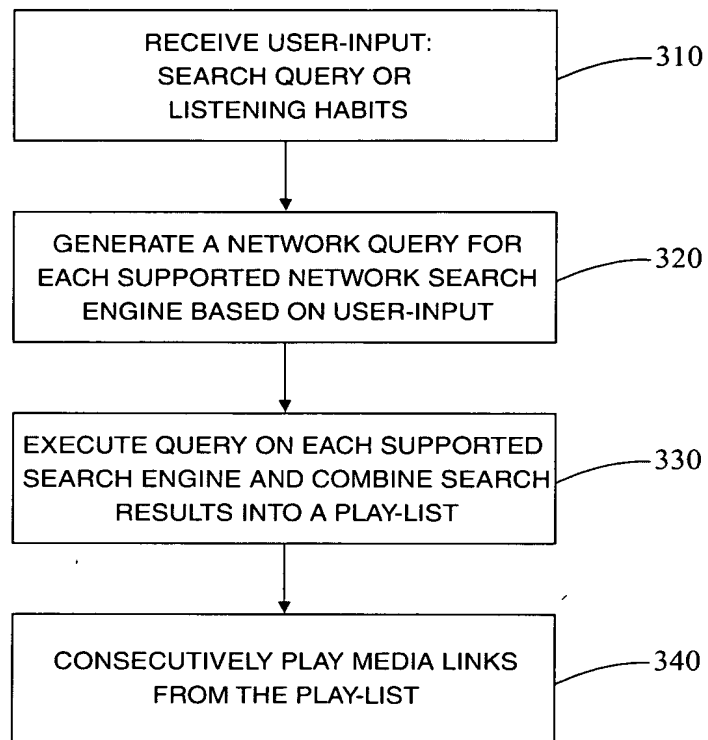 RECEIVE USER-INPUT:
SEARCH QUERY OR
LISTENING HABITS
310
GENERATE A NETWORK QUERY FOR
EACH SUPPORTED NETWORK SEARCH
ENGINE BASED ON USER-INPUT
320
EXECUTE QUERY ON EACH SUPPORTED
SEARCH ENGINE AND COMBINE SEARCH
RESULTS INTO A PLAY-LIST
330
CONSECUTIVELY PLAY MEDIA LINKS
FROM THE PLAY-LIST
340